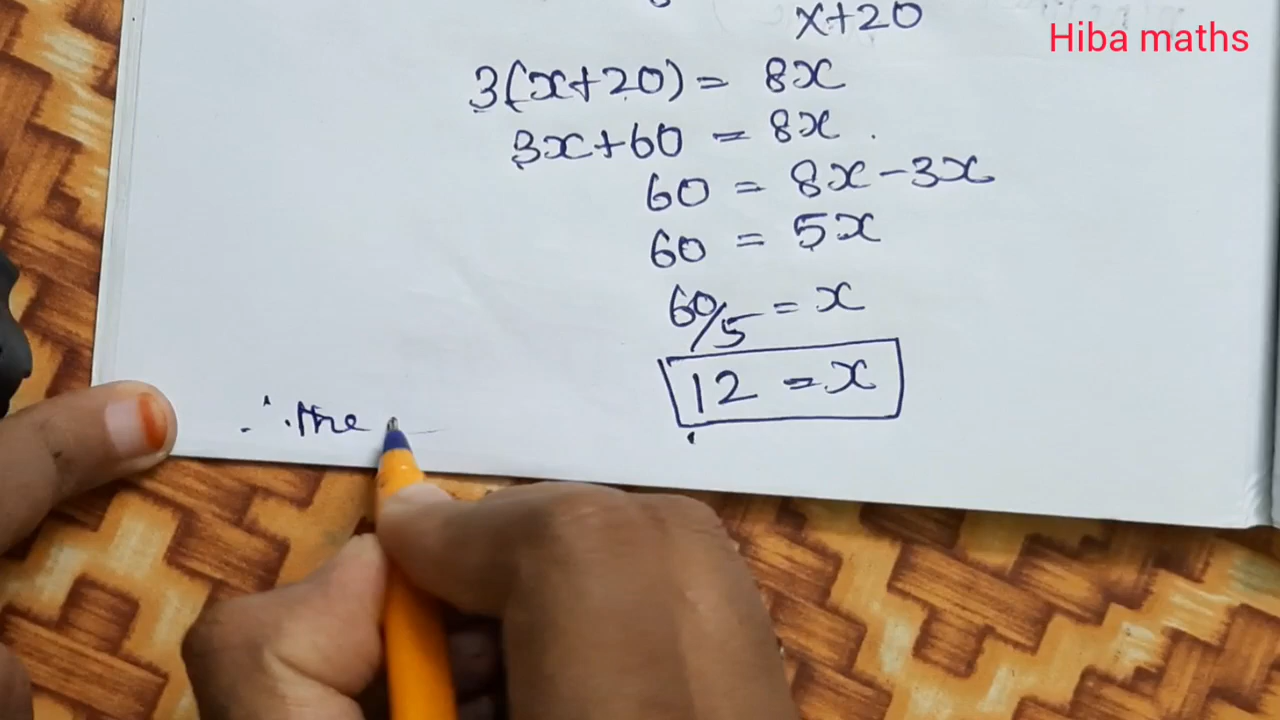 x+20
Hiba maths
3(x+20) = 8x
3x+60 = 8x
60 = 8x-3x
60 = 5x
60/5 = x
12 = x
∴ the